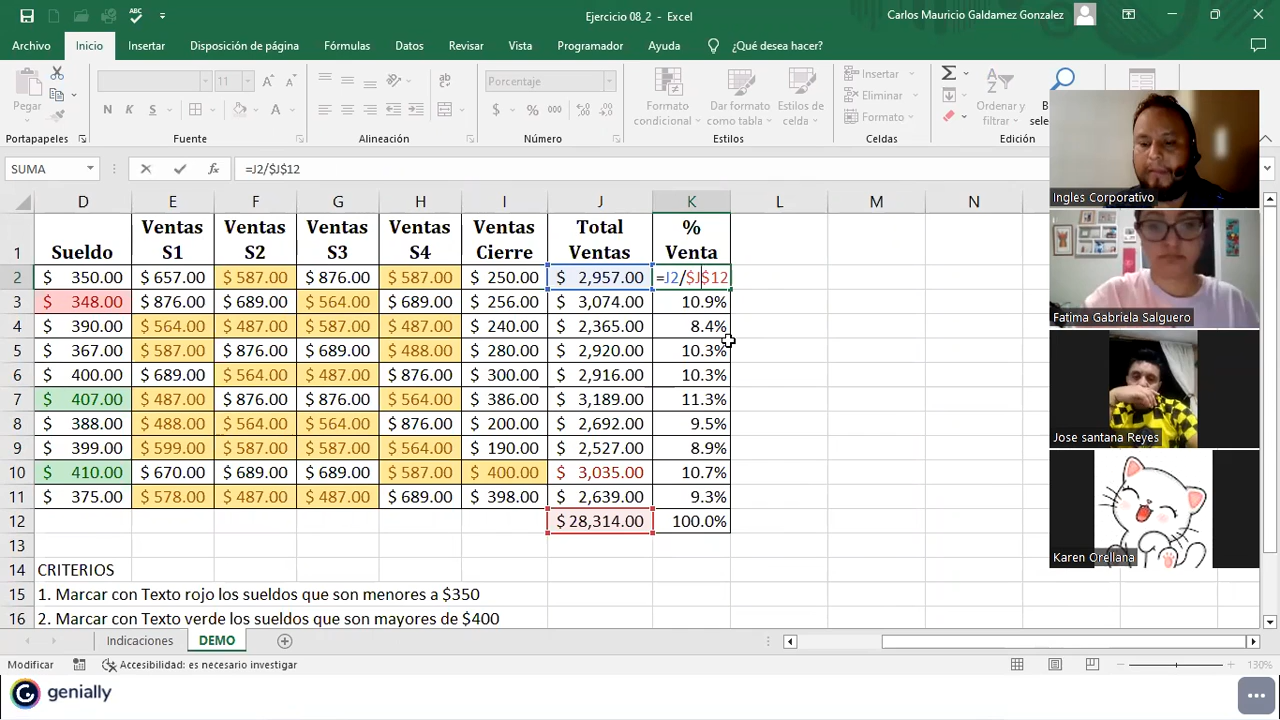 Ejercicio 08_2 - Excel
Carlos Mauricio Galdamez Gonzalez
Archivo Inicio Insertar Disposición de página Fórmulas Datos Revisar Vista Programador Ayuda ¿Qué desea hacer?
Pegar
N K S
11
Porcentaje
$ % 000
Formato condicional
Dar formato como tabla
Estilos de celda
Insertar
Eliminar
Formato
Ordenar y
Portapapeles Fuente Alineación Número Estilos Celdas Edición
SUMA =J2/$J$12
D E F G H I J K L M N O P
1 Sueldo Ventas S1 Ventas S2 Ventas S3 Ventas S4 Ventas Cierre Total Ventas % Venta
2 $ 350.00 $ 657.00 $ 587.00 $ 876.00 $ 587.00 $ 250.00 $ 2,957.00 =J2/$J$12
3 $ 348.00 $ 876.00 $ 689.00 $ 564.00 $ 689.00 $ 256.00 $ 3,074.00 10.9%
4 $ 390.00 $ 564.00 $ 487.00 $ 587.00 $ 487.00 $ 240.00 $ 2,365.00 8.4%
5 $ 367.00 $ 587.00 $ 876.00 $ 689.00 $ 488.00 $ 280.00 $ 2,920.00 10.3%
6 $ 400.00 $ 689.00 $ 564.00 $ 487.00 $ 876.00 $ 300.00 $ 2,916.00 10.3%
7 $ 407.00 $ 487.00 $ 876.00 $ 876.00 $ 564.00 $ 386.00 $ 3,189.00 11.3%
8 $ 388.00 $ 488.00 $ 564.00 $ 564.00 $ 876.00 $ 200.00 $ 2,692.00 9.5%
9 $ 399.00 $ 599.00 $ 587.00 $ 587.00 $ 564.00 $ 190.00 $ 2,527.00 8.9%
10 $ 410.00 $ 670.00 $ 689.00 $ 689.00 $ 587.00 $ 400.00 $ 3,035.00 10.7%
11 $ 375.00 $ 578.00 $ 487.00 $ 487.00 $ 689.00 $ 398.00 $ 2,639.00 9.3%
12 $ 28,314.00 100.0%
13
14 CRITERIOS
15 1. Marcar con Texto rojo los sueldos que son menores a $350
16 2. Marcar con Texto verde los sueldos que son mayores de $400
Ingles Corporativo
Fatima Gabriela Salguero
Jose santana Reyes
Karen Orellana
Indicaciones DEMO
Modificar Accesibilidad: es necesario investigar 130%
genially